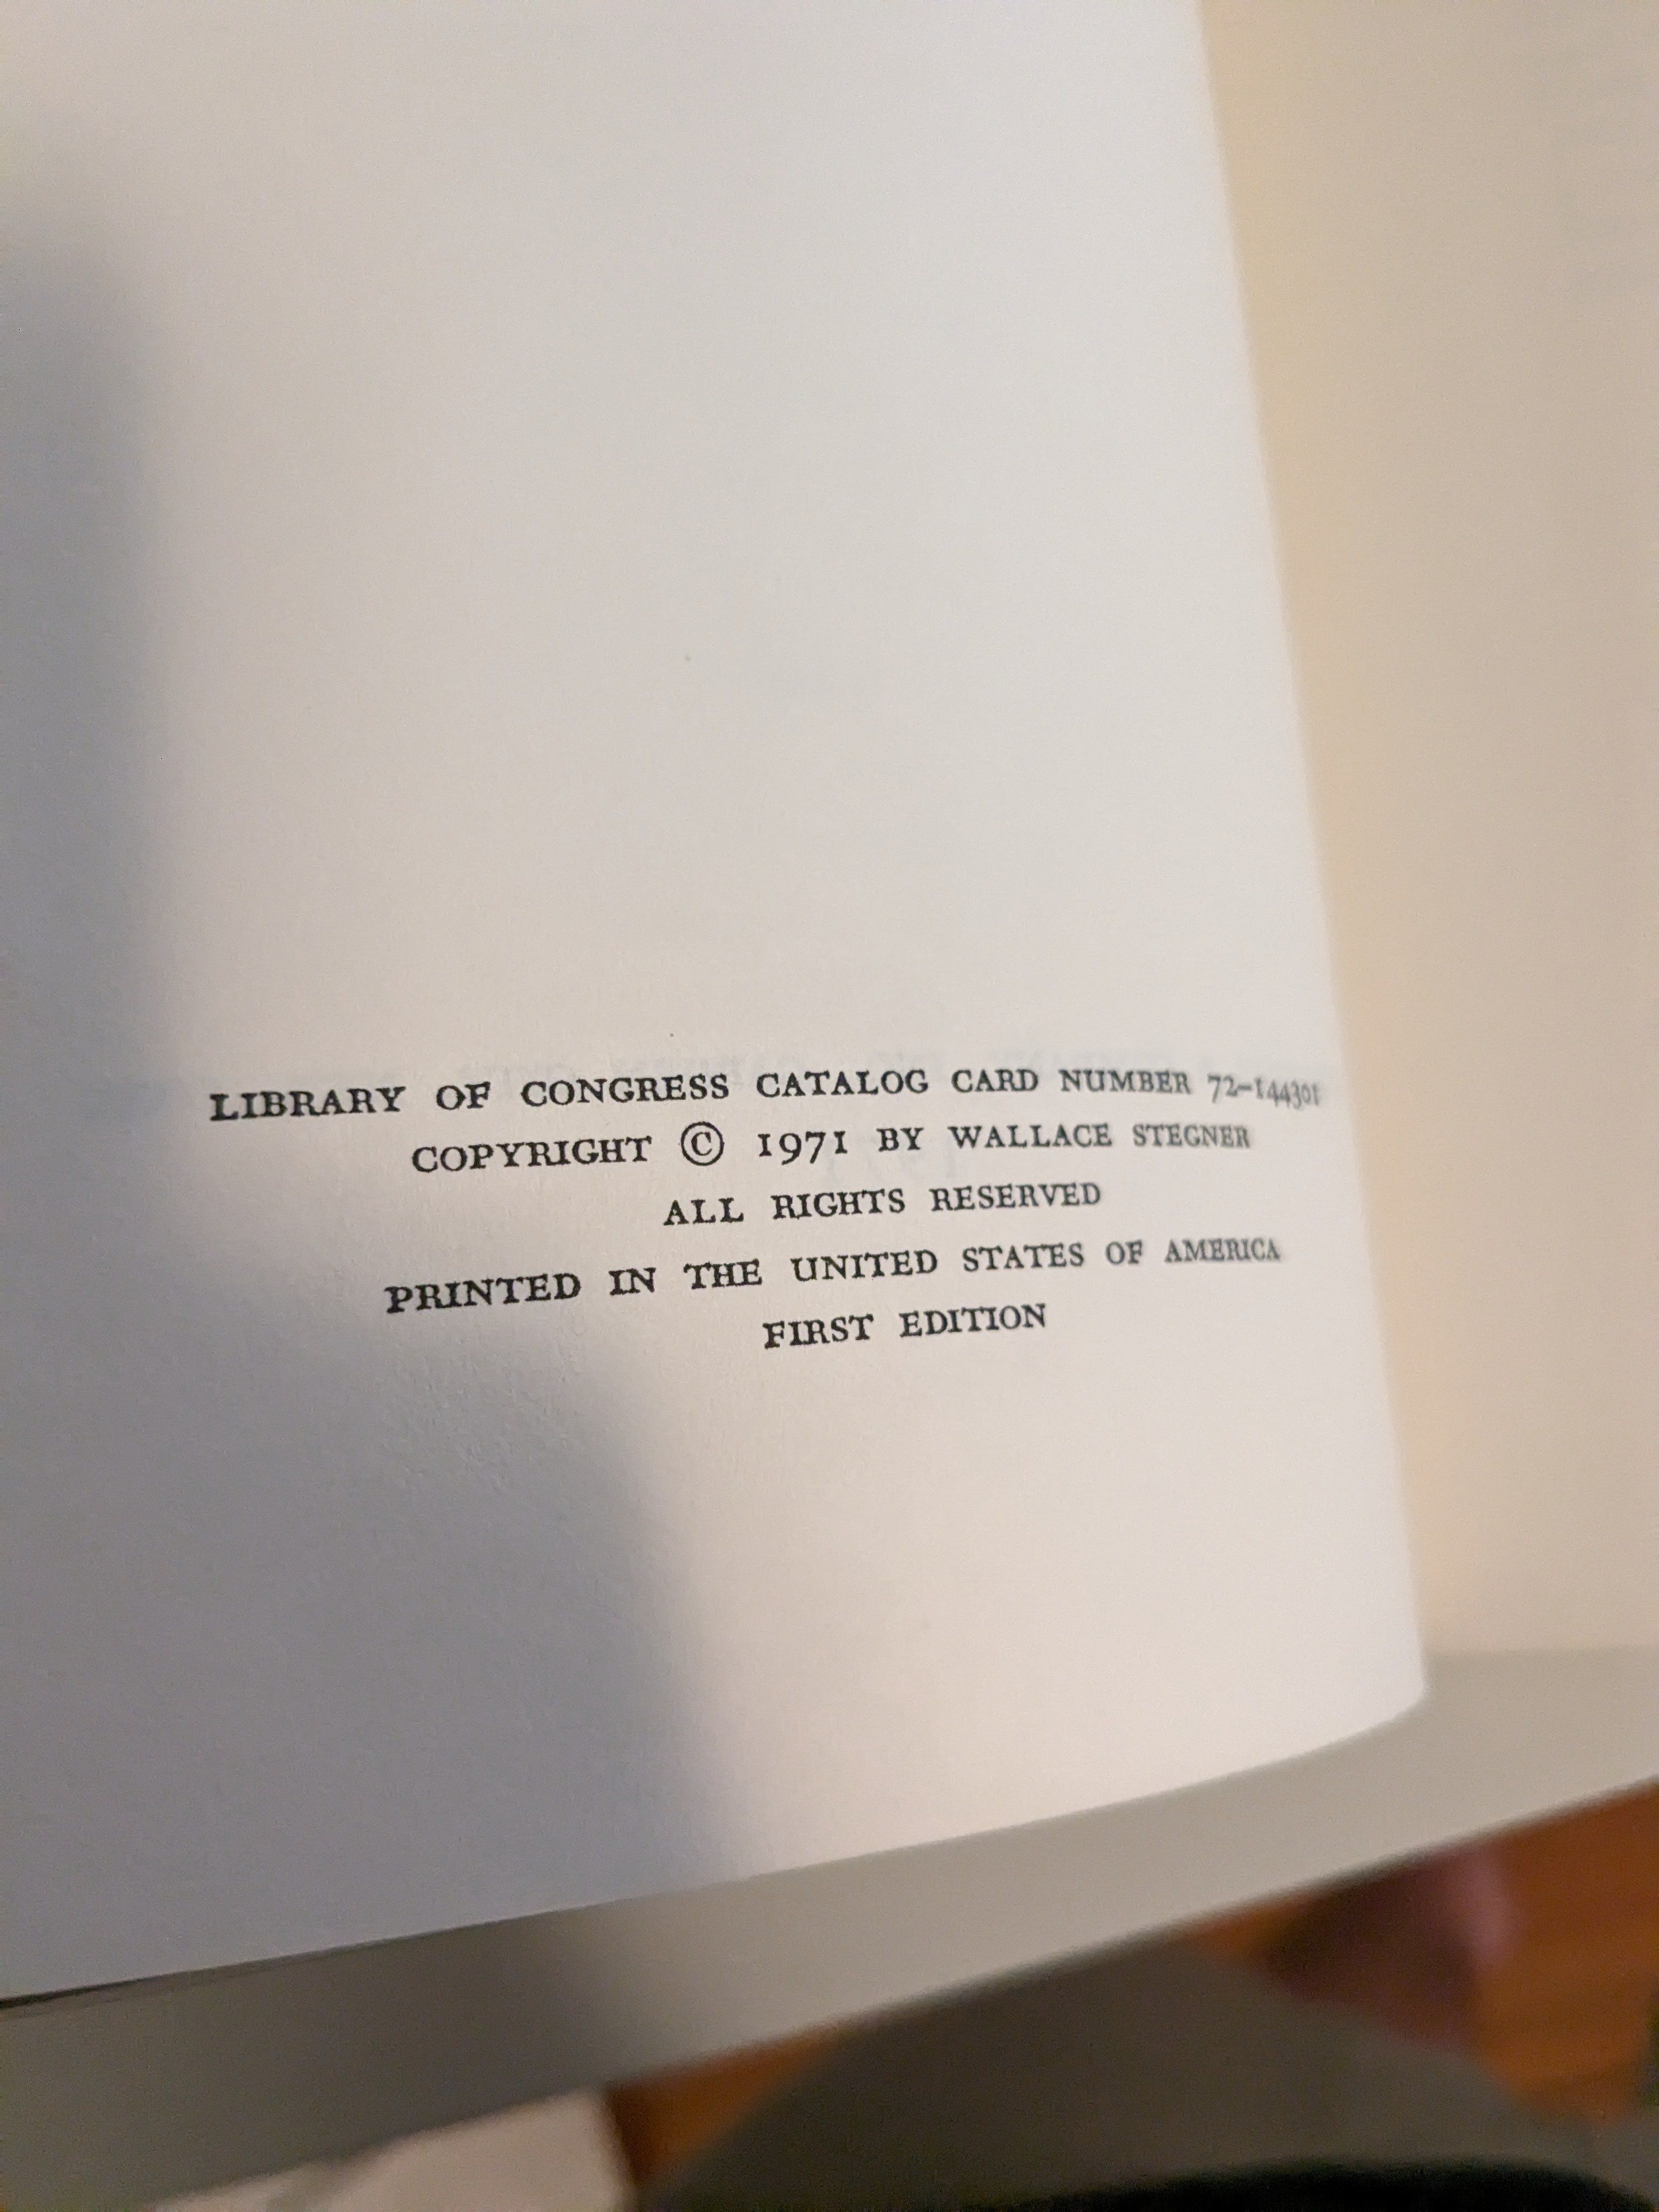 LIBRARY OF CONGRESS CATALOG CARD NUMBER 72-144301
COPYRIGHT © 1971 BY WALLACE STEGNER
ALL RIGHTS RESERVED
PRINTED IN THE UNITED STATES OF AMERICA
FIRST EDITION